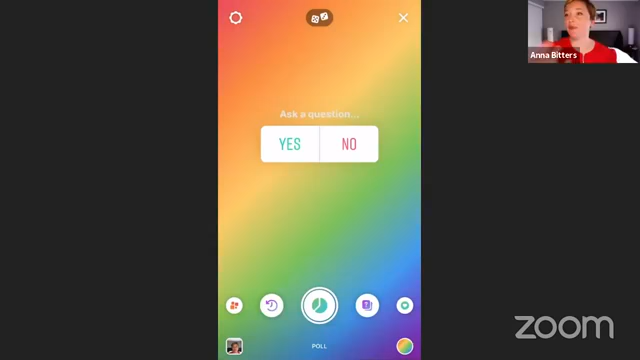 Anna Bitters
Ask a question...
YES
NO
POLL
zoom